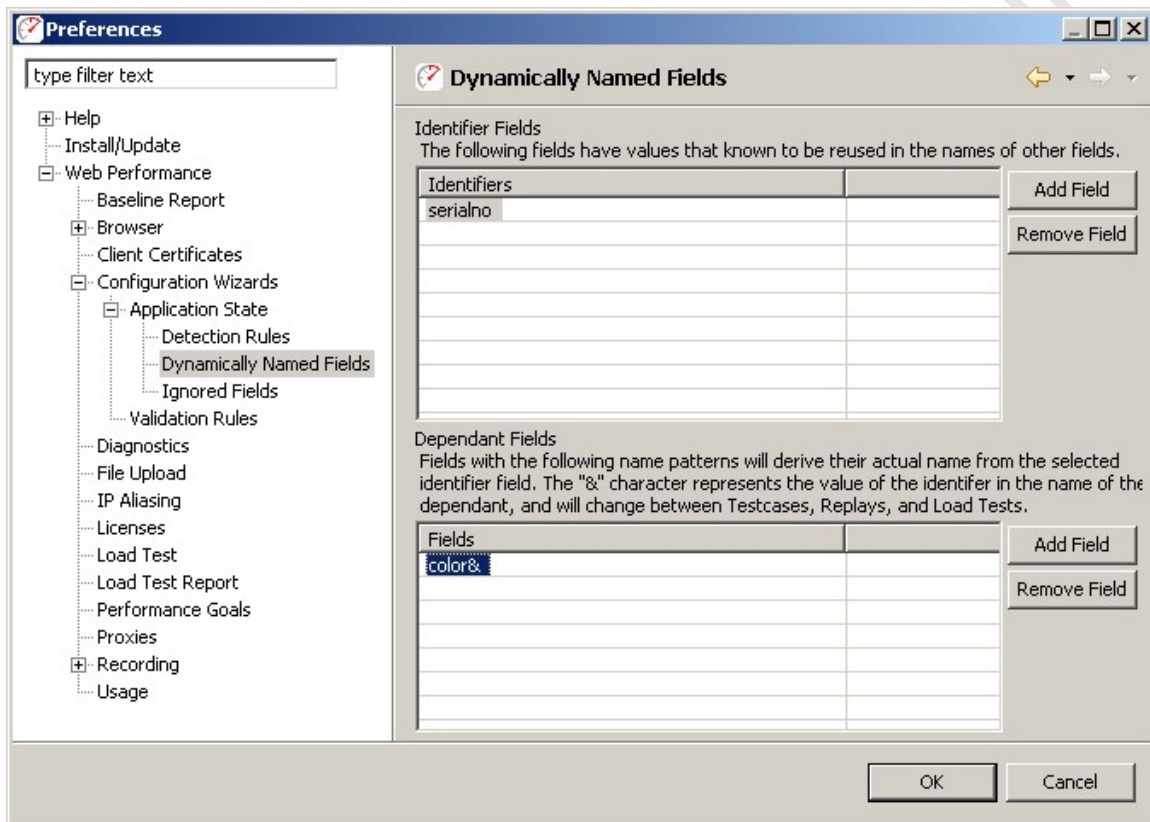 Preferences
type filter text
Help
Install/Update
Web Performance
Baseline Report
Browser
Client Certificates
Configuration Wizards
Application State
Detection Rules
Dynamically Named Fields
Ignored Fields
Validation Rules
Diagnostics
File Upload
IP Aliasing
Licenses
Load Test
Load Test Report
Performance Goals
Proxies
Recording
Usage
Dynamically Named Fields
Identifier Fields
The following fields have values that known to be reused in the names of other fields.
Identifiers
serialno
Add Field
Remove Field
Dependant Fields
Fields with the following name patterns will derive their actual name from the selected
identifier field. The "&" character represents the value of the identifer in the name of the
dependant, and will change between Testcases, Replays, and Load Tests.
Fields
color&
Add Field
Remove Field
OK
Cancel